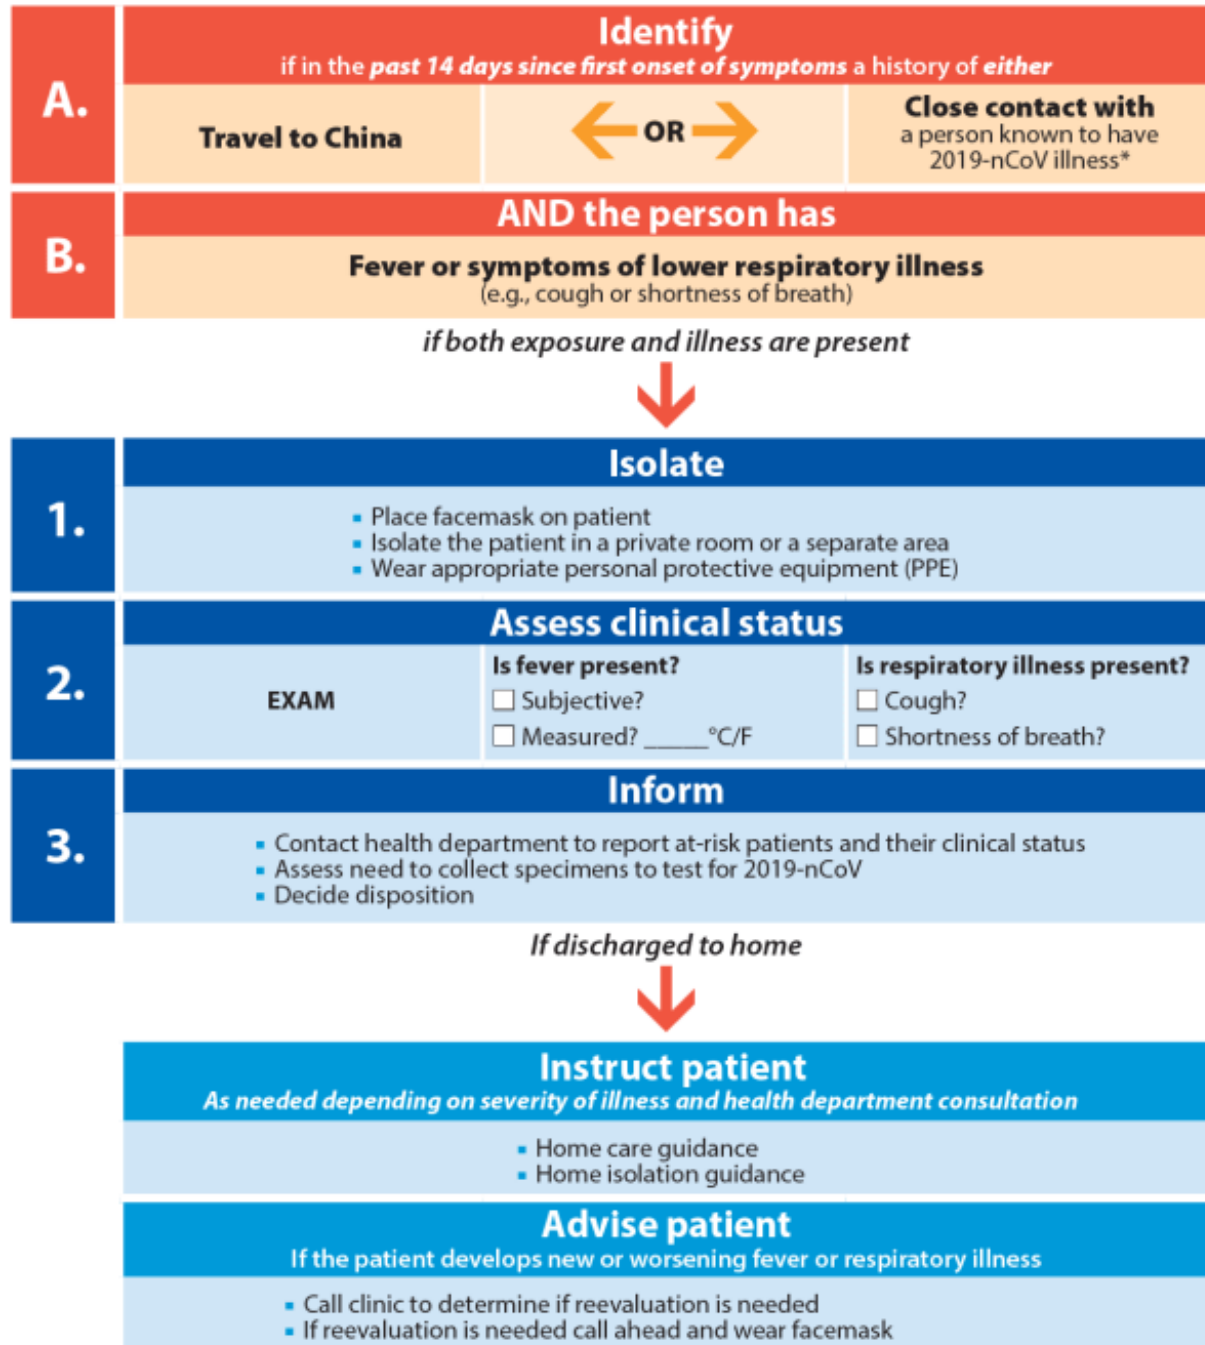 A.
Identify
if in the past 14 days since first onset of symptoms a history of either
Travel to China
OR
Close contact with
a person known to have
2019-nCoV illness*
B.
AND the person has
Fever or symptoms of lower respiratory illness
(e.g., cough or shortness of breath)
if both exposure and illness are present
1.
Isolate
▪ Place facemask on patient
▪ Isolate the patient in a private room or a separate area
▪ Wear appropriate personal protective equipment (PPE)
2.
Assess clinical status
EXAM
Is fever present?
☐ Subjective?
☐ Measured? _____°C/F
Is respiratory illness present?
☐ Cough?
☐ Shortness of breath?
3.
Inform
▪ Contact health department to report at-risk patients and their clinical status
▪ Assess need to collect specimens to test for 2019-nCoV
▪ Decide disposition
If discharged to home
Instruct patient
As needed depending on severity of illness and health department consultation
▪ Home care guidance
▪ Home isolation guidance
Advise patient
If the patient develops new or worsening fever or respiratory illness
▪ Call clinic to determine if reevaluation is needed
▪ If reevaluation is needed call ahead and wear facemask